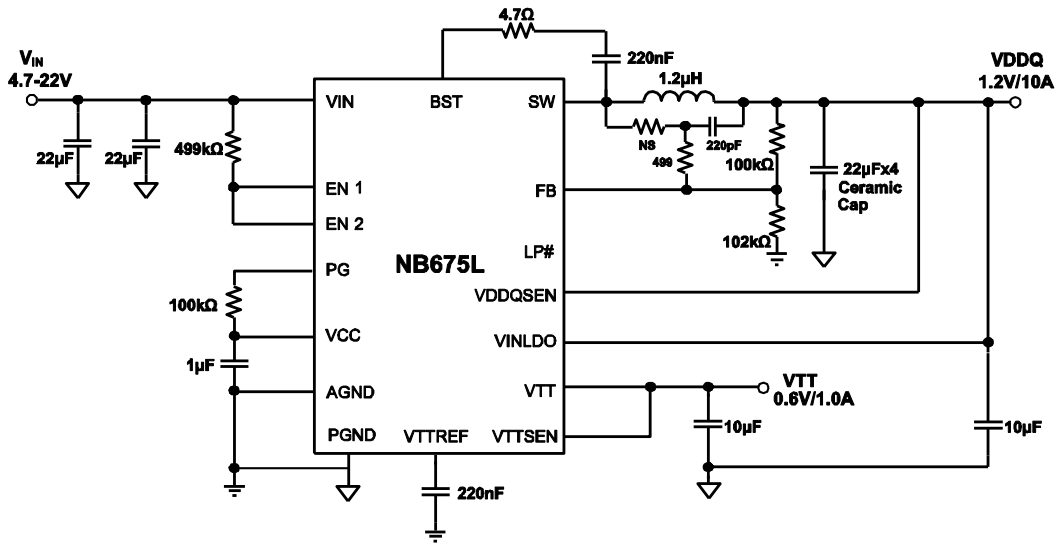 4.7Ω
220nF
V_IN
4.7-22V
VDDQ
1.2V/10A
1.2µH
VIN
BST
SW
22µF
22µF
499kΩ
NS
220pF
499
100kΩ
22µFx4
Ceramic
Cap
EN 1
FB
EN 2
102kΩ
LP#
NB675L
PG
VDDQSEN
100kΩ
VCC
VINLDO
1µF
AGND
VTT
VTT
0.6V/1.0A
10µF
10µF
PGND
VTTREF
VTTSEN
220nF